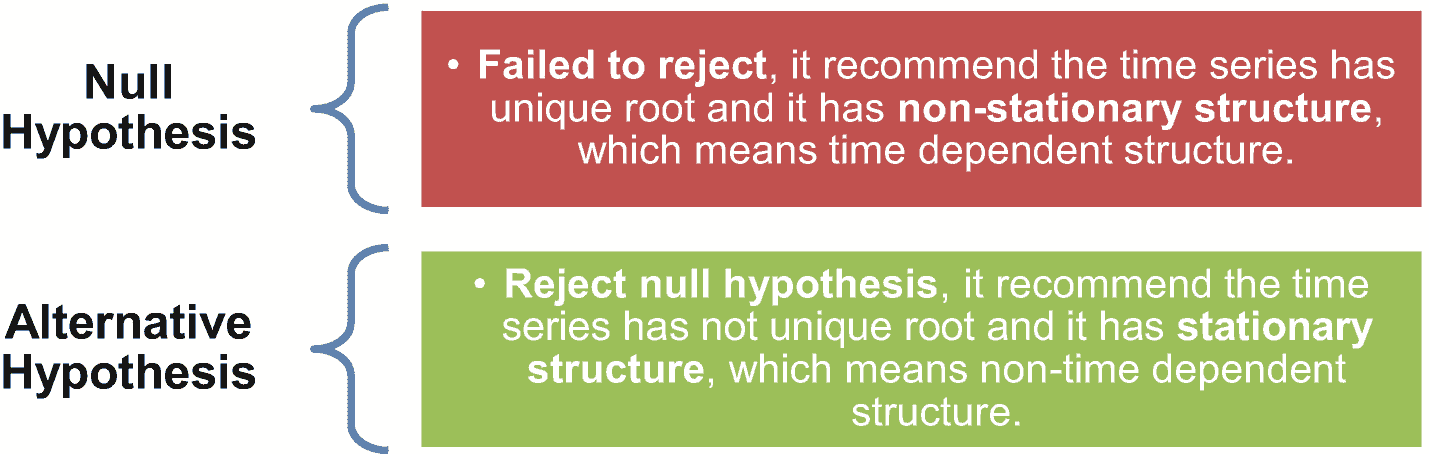 Null
Hypothesis
• Failed to reject, it recommend the time series has
unique root and it has non-stationary structure,
which means time dependent structure.
Alternative
Hypothesis
• Reject null hypothesis, it recommend the time
series has not unique root and it has stationary
structure, which means non-time dependent
structure.